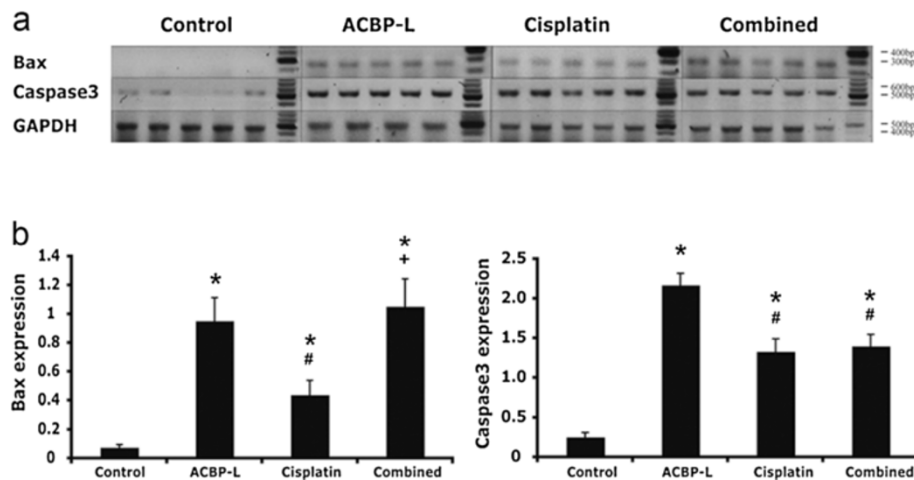 a
Control ACBP-L Cisplatin Combined
Bax
400bp
300bp
Caspase3
600bp
500bp
GAPDH
500bp
400bp
b
Bax expression
1.4
1.2
1
0.8
0.6
0.4
0.2
0
*
*
#
*
+
Control ACBP-L Cisplatin Combined
Caspase3 expression
2.5
2.0
1.5
1.0
0.5
0
*
*
#
*
#
Control ACBP-L Cisplatin Combined